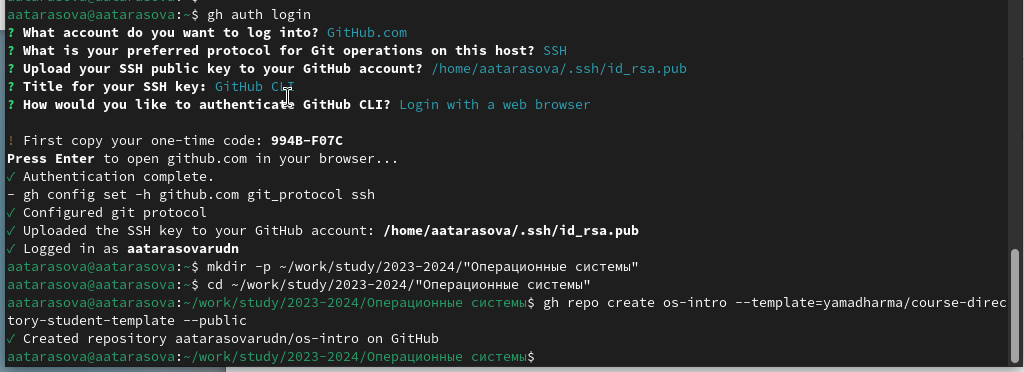 aatarasova@aatarasova:~$ gh auth login
? What account do you want to log into? GitHub.com
? What is your preferred protocol for Git operations on this host? SSH
? Upload your SSH public key to your GitHub account? /home/aatarasova/.ssh/id_rsa.pub
? Title for your SSH key: GitHub CLI
? How would you like to authenticate GitHub CLI? Login with a web browser
! First copy your one-time code: 994B-F07C
Press Enter to open github.com in your browser...
✓ Authentication complete.
- gh config set -h github.com git_protocol ssh
✓ Configured git protocol
✓ Uploaded the SSH key to your GitHub account: /home/aatarasova/.ssh/id_rsa.pub
✓ Logged in as aatarasovarudn
aatarasova@aatarasova:~$ mkdir -p ~/work/study/2023-2024/"Операционные системы"
aatarasova@aatarasova:~$ cd ~/work/study/2023-2024/"Операционные системы"
aatarasova@aatarasova:~/work/study/2023-2024/Операционные системы$ gh repo create os-intro --template=yamadharma/course-direc
tory-student-template --public
✓ Created repository aatarasovarudn/os-intro on GitHub
aatarasova@aatarasova:~/work/study/2023-2024/Операционные системы$